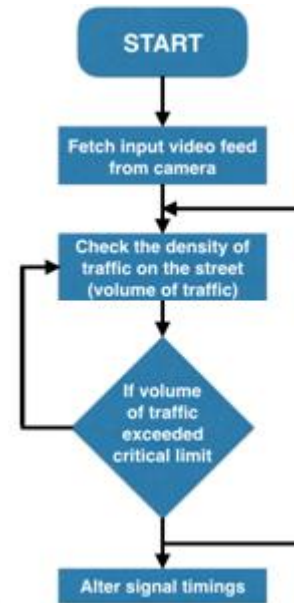 START
Fetch input video feed
from camera
Check the density of
traffic on the street
(volume of traffic)
If volume
of traffic
exceeded
critical limit
Alter signal timings